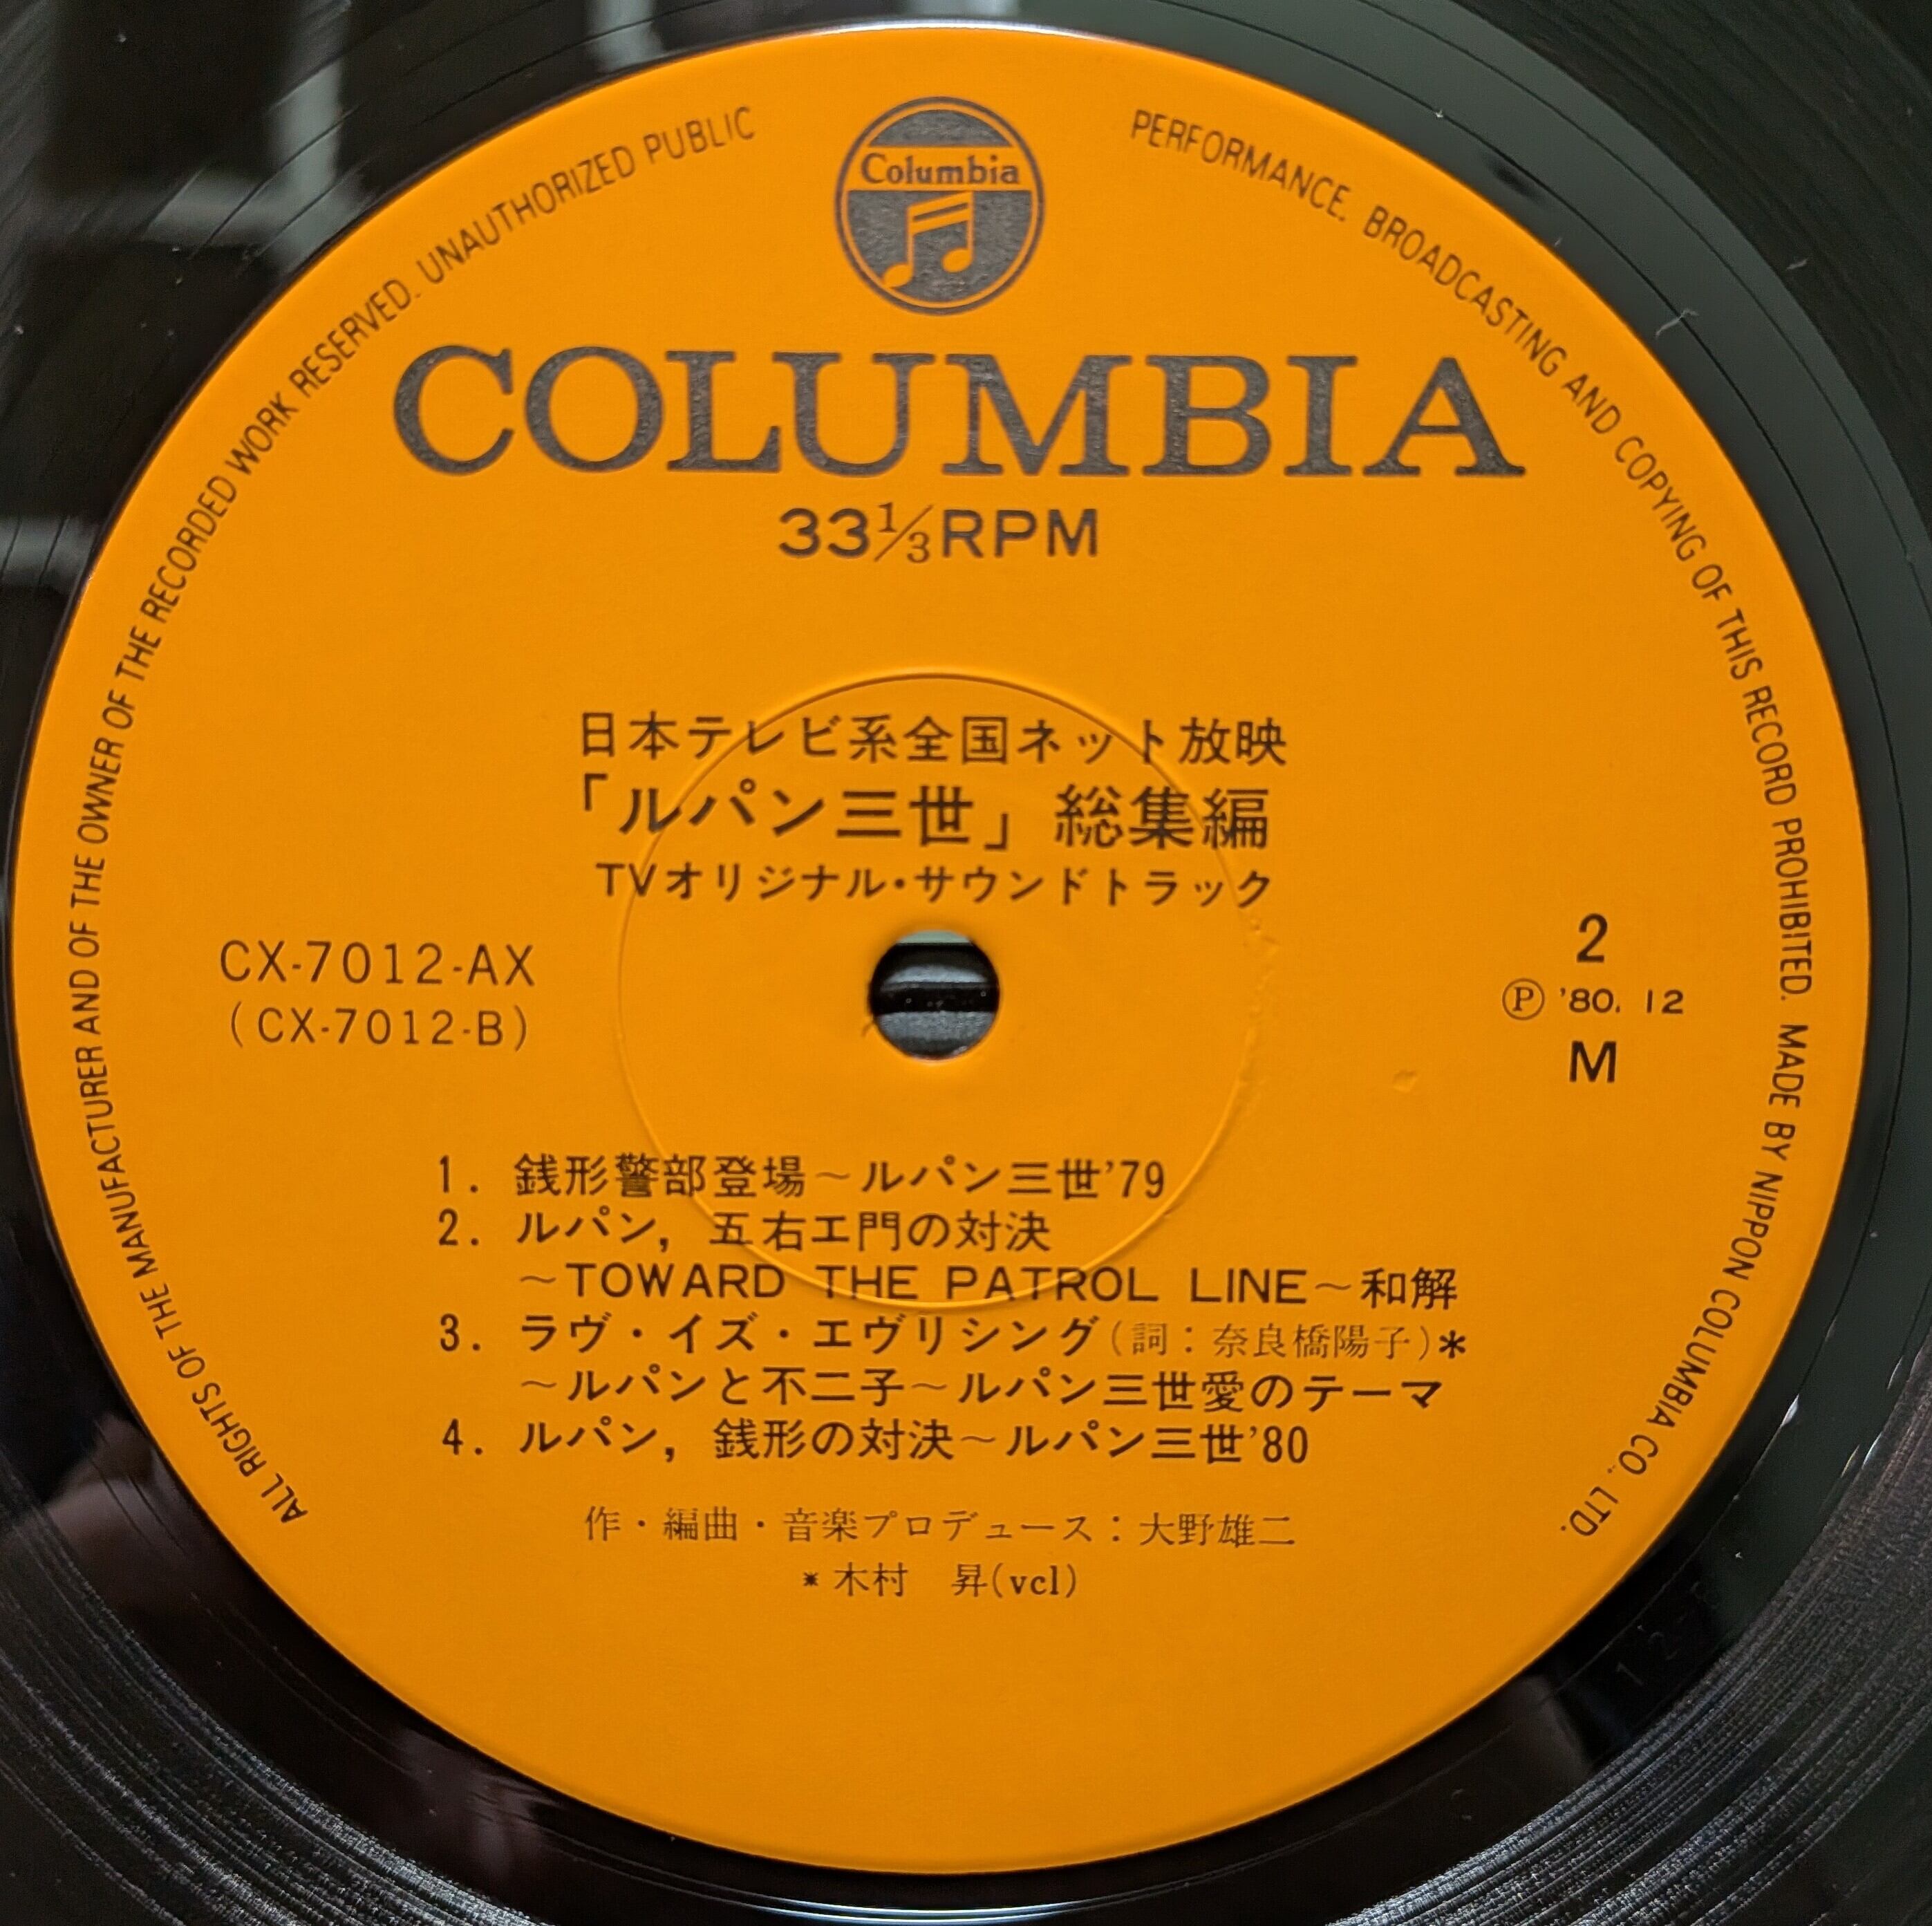 ALL RIGHTS OF THE MANUFACTURER AND OF THE OWNER OF THE RECORDED WORK RESERVED. UNAUTHORIZED PUBLIC PERFORMANCE. BROADCASTING AND COPYING OF THIS RECORD PROHIBITED. MADE BY NIPPON COLUMBIA CO., LTD.
Columbia
COLUMBIA
33 1/3 RPM
日本テレビ系全国ネット放映
「ルパン三世」総集編
TVオリジナル・サウンドトラック
CX-7012-AX
(CX-7012-B)
2
Ⓟ '80. 12
M
1. 銭形警部登場～ルパン三世'79
2. ルパン, 五右エ門の対決
～TOWARD THE PATROL LINE～和解
3. ラヴ・イズ・エヴリシング(詞:奈良橋陽子)＊
～ルパンと不二子～ルパン三世愛のテーマ
4. ルパン, 銭形の対決～ルパン三世'80
作・編曲・音楽プロデュース:大野雄二
＊木村 昇(vcl)